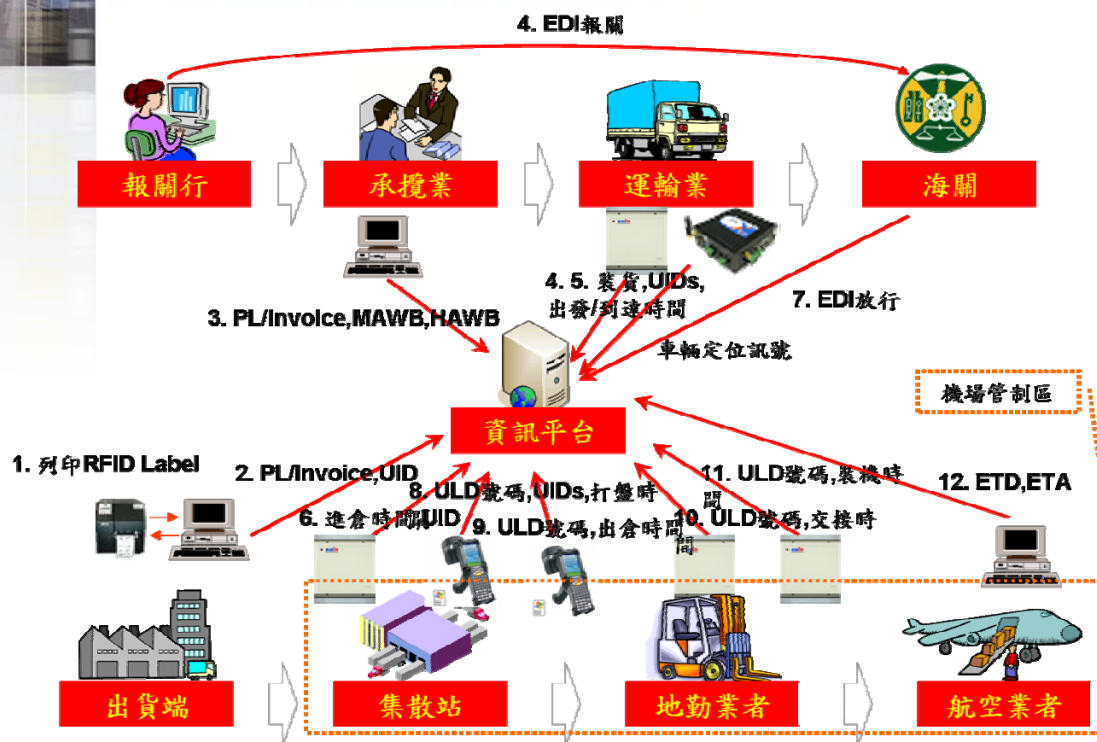 4. EDI報關
報關行
承攬業
運輸業
海關
3. PL/Invoice,MAWB,HAWB
4. 5. 裝貨,UIDs,
出發/到達時間
7. EDI放行
車輛定位訊號
機場管制區
資訊平台
1. 列印RFID Label
2. PL/Invoice,UID
8. ULD號碼,UIDs,打盤時
間
11. ULD號碼,裝機時
間
12. ETD,ETA
6. 進倉時間,UID
9. ULD號碼,出倉時間
10. ULD號碼,交接時
間
出貨端
集散站
地勤業者
航空業者